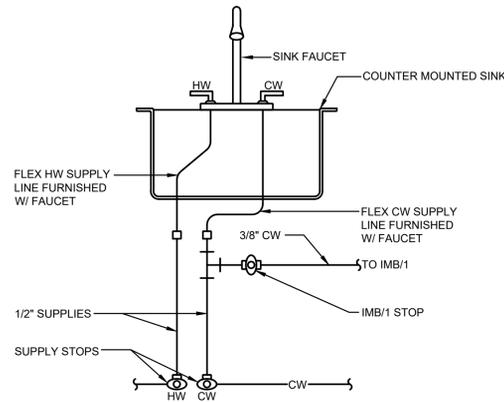 SINK FAUCET
HW
CW
COUNTER MOUNTED SINK
FLEX HW SUPPLY
LINE FURNISHED
W/ FAUCET
FLEX CW SUPPLY
LINE FURNISHED
W/ FAUCET
3/8" CW
TO IMB/1
1/2" SUPPLIES
IMB/1 STOP
SUPPLY STOPS
CW
HW
CW